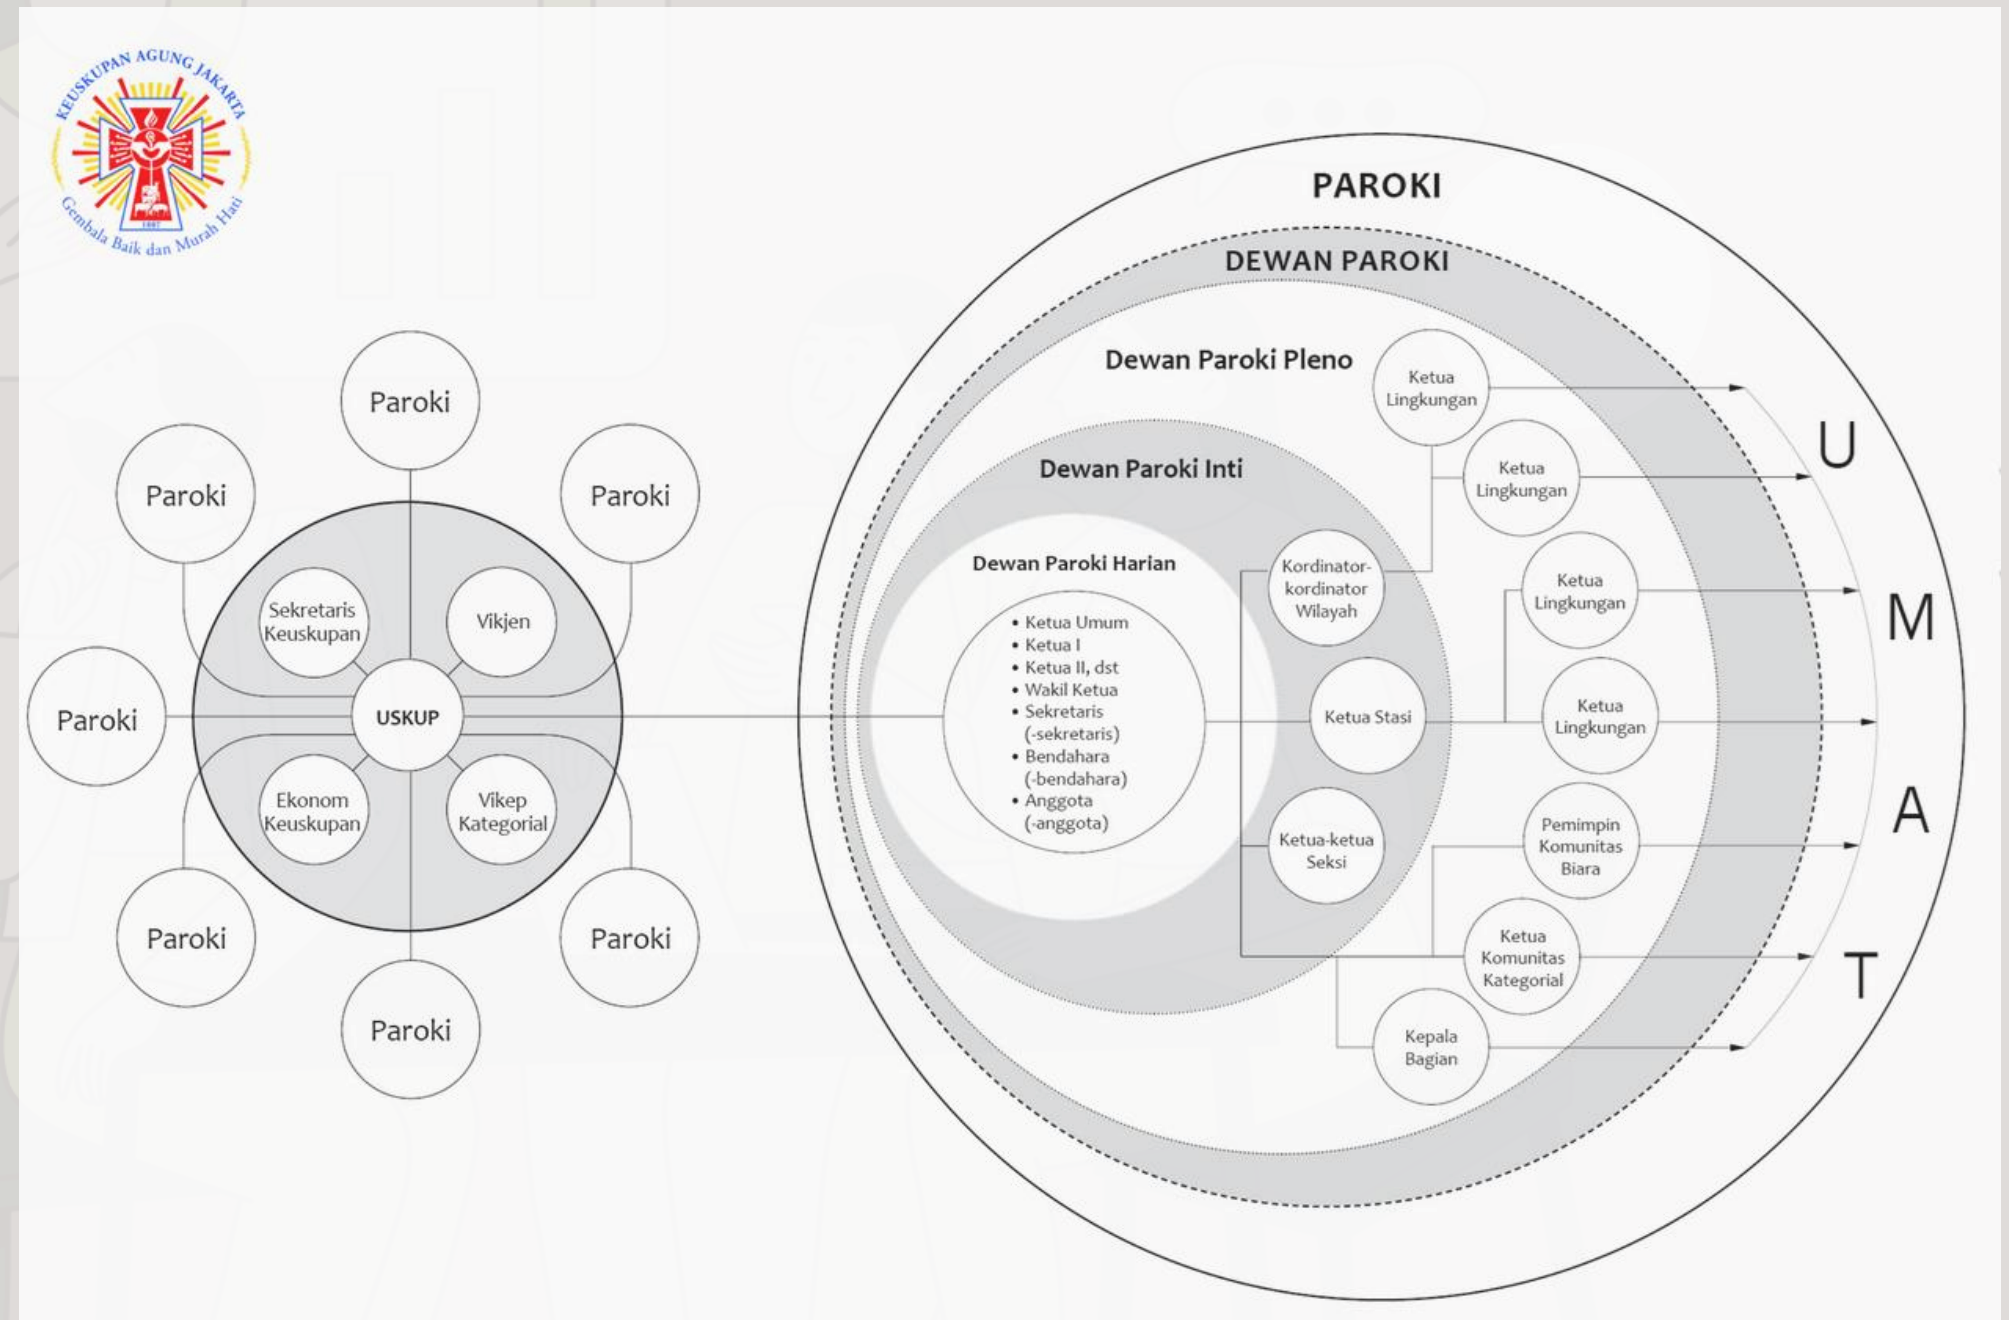 KEUSKUPAN AGUNG JAKARTA
1807
Gembala Baik dan Murah Hati
Paroki
Paroki
Paroki
Paroki
Paroki
Paroki
Paroki
Sekretaris
Keuskupan
Vikjen
USKUP
Ekonom
Keuskupan
Vikep
Kategorial
PAROKI
DEWAN PAROKI
Dewan Paroki Pleno
Dewan Paroki Inti
Dewan Paroki Harian
• Ketua Umum
• Ketua I
• Ketua II, dst
• Wakil Ketua
• Sekretaris
(-sekretaris)
• Bendahara
(-bendahara)
• Anggota
(-anggota)
Kordinator-
kordinator
Wilayah
Ketua Stasi
Ketua-ketua
Seksi
Ketua
Lingkungan
Ketua
Lingkungan
Ketua
Lingkungan
Ketua
Lingkungan
Pemimpin
Komunitas
Biara
Ketua
Komunitas
Kategorial
Kepala
Bagian
U
M
A
T